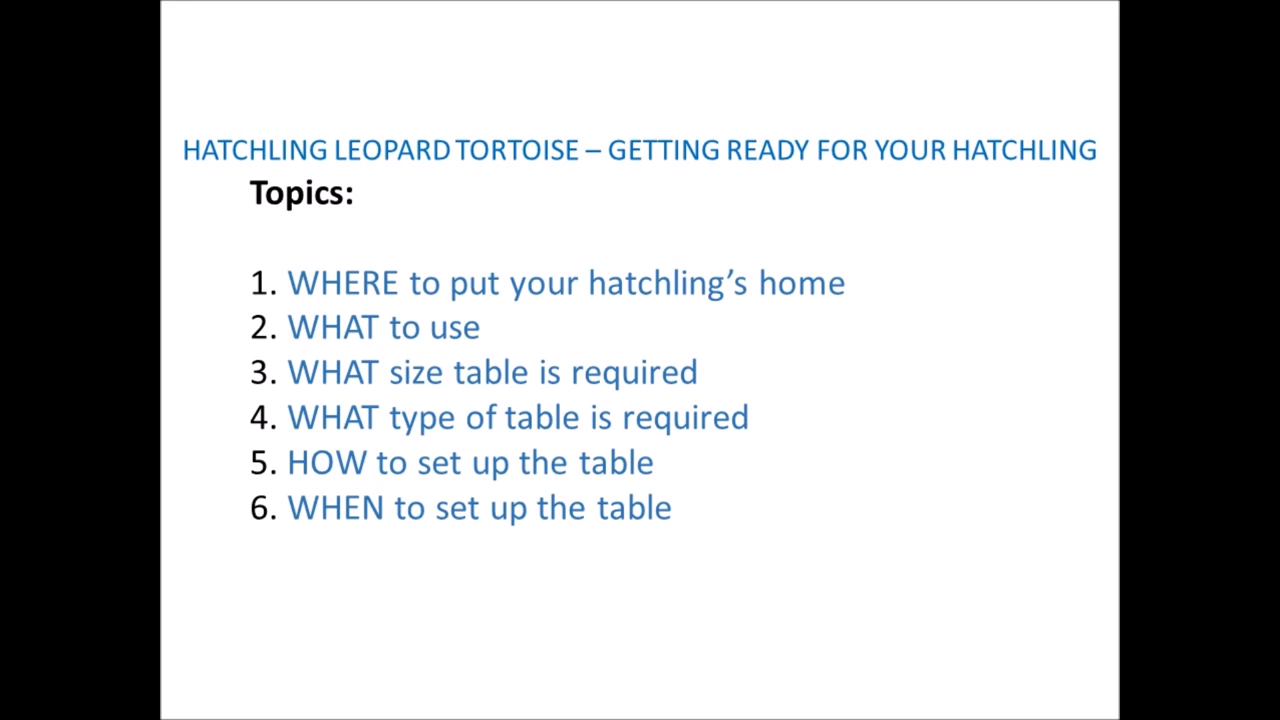 HATCHLING LEOPARD TORTOISE – GETTING READY FOR YOUR HATCHLING
Topics:
1. WHERE to put your hatchling’s home
2. WHAT to use
3. WHAT size table is required
4. WHAT type of table is required
5. HOW to set up the table
6. WHEN to set up the table